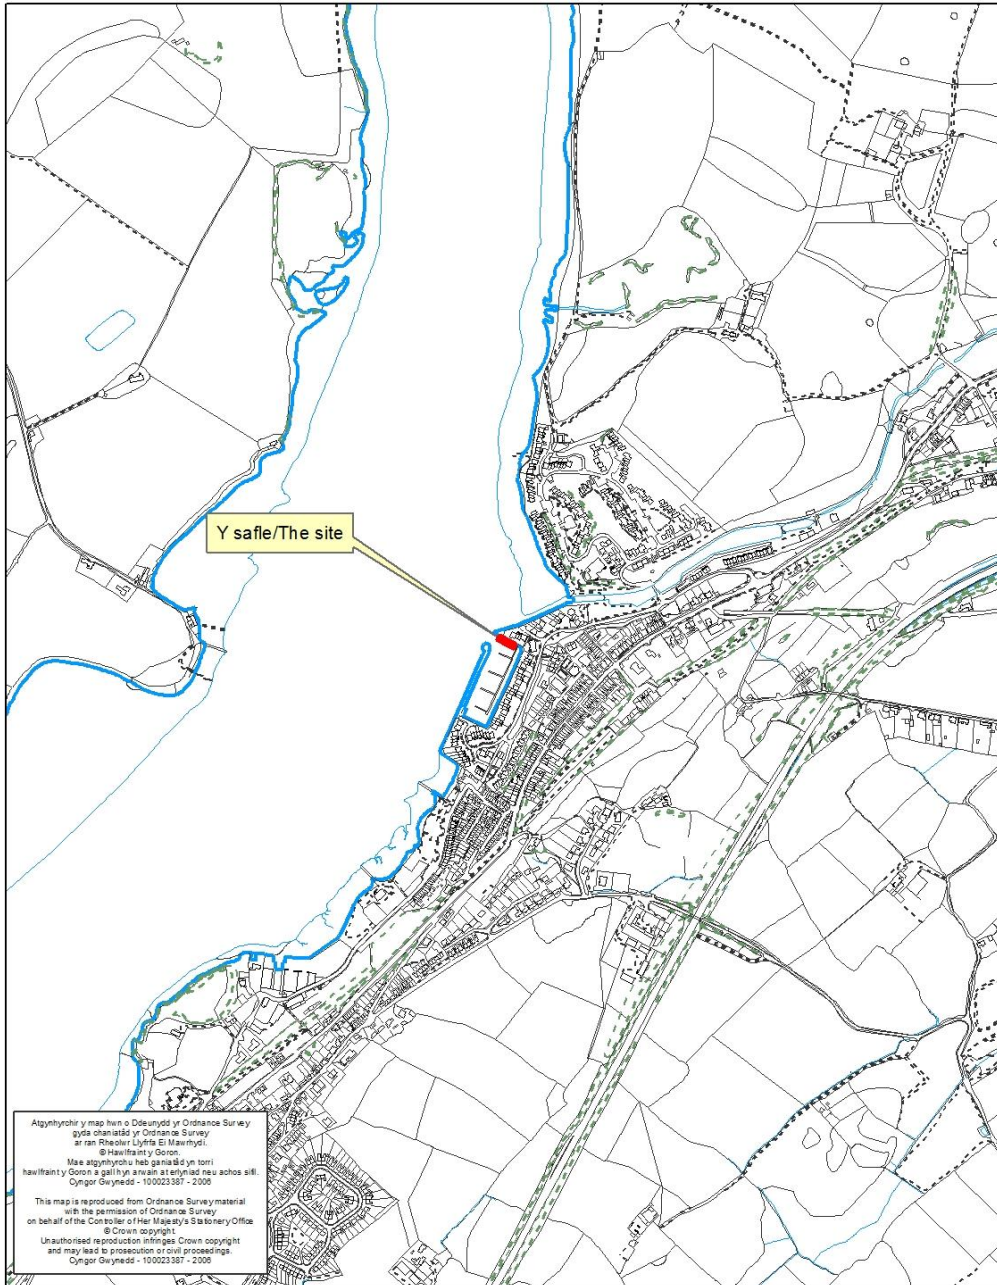 Y safle/The site
Atgynhyrchir y map hwn o Ddeunydd yr Ordnance Survey
gyda chaniatâd yr Ordnance Survey
ar ran Rheolwr Llyfrfa Ei Mawrhydi.
© Hawlfraint y Goron.
Mae atgynhyrchu heb ganiatâd yn torri
hawlfraint y Goron a gall hyn arwain at erlyniad neu achos sifil.
Cyngor Gwynedd - 100023387 - 2006
This map is reproduced from Ordnance Survey material
with the permission of Ordnance Survey
on behalf of the Controller of Her Majesty's Stationery Office
© Crown copyright.
Unauthorised reproduction infringes Crown copyright
and may lead to prosecution or civil proceedings.
Cyngor Gwynedd - 100023387 - 2006